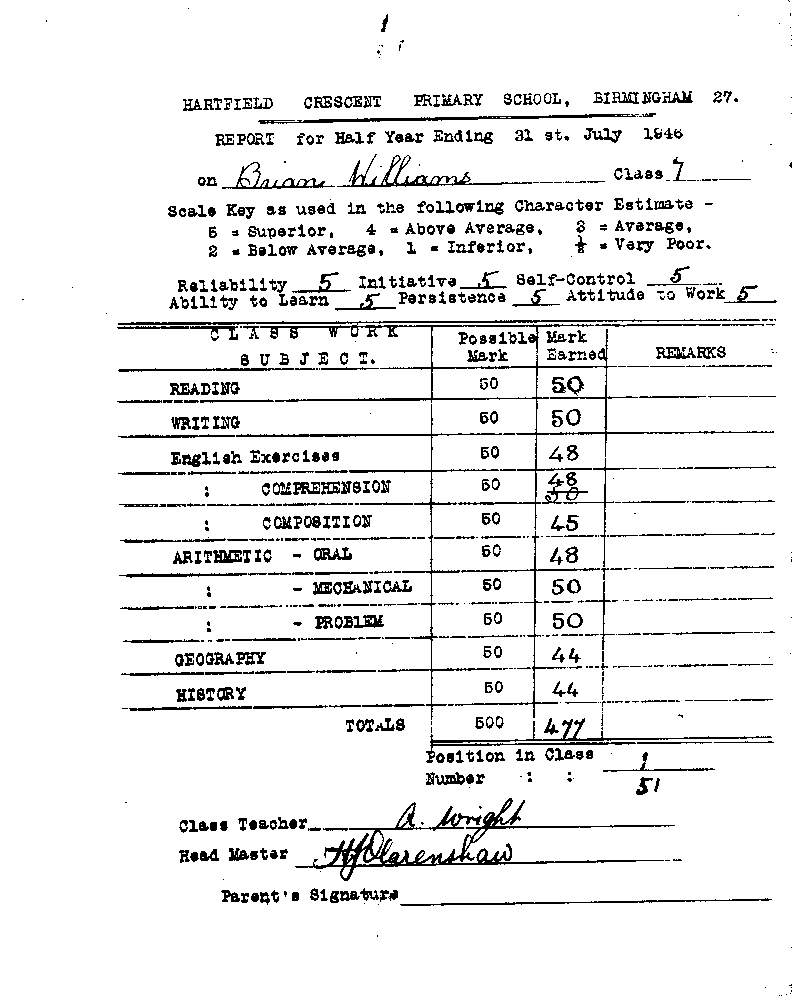 1
HARTFIELD CRESCENT PRIMARY SCHOOL, BIRMINGHAM 27.
REPORT for Half Year Ending 31 st. July 1946
on Brian Williams Class 7
Scale Key as used in the following Character Estimate -
5 = Superior, 4 = Above Average, 3 = Average,
2 = Below Average, 1 = Inferior, ½ = Very Poor.
Reliability 5 Initiative 5 Self-Control 5
Ability to Learn 5 Persistence 5 Attitude to Work 5
CLASS WORK Possible Mark
SUBJECT. Mark Earned REMARKS
READING 50 50
WRITING 50 50
English Exercises 50 48
: COMPREHENSION 50 48 50
: COMPOSITION 50 45
ARITHMETIC - ORAL 50 48
: - MECHANICAL 50 50
: - PROBLEM 50 50
GEOGRAPHY 50 44
HISTORY 50 44
TOTALS 500 477
Position in Class 1
Number : : 51
Class Teacher A. Wright
Head Master Clarenshaw
Parent's Signature